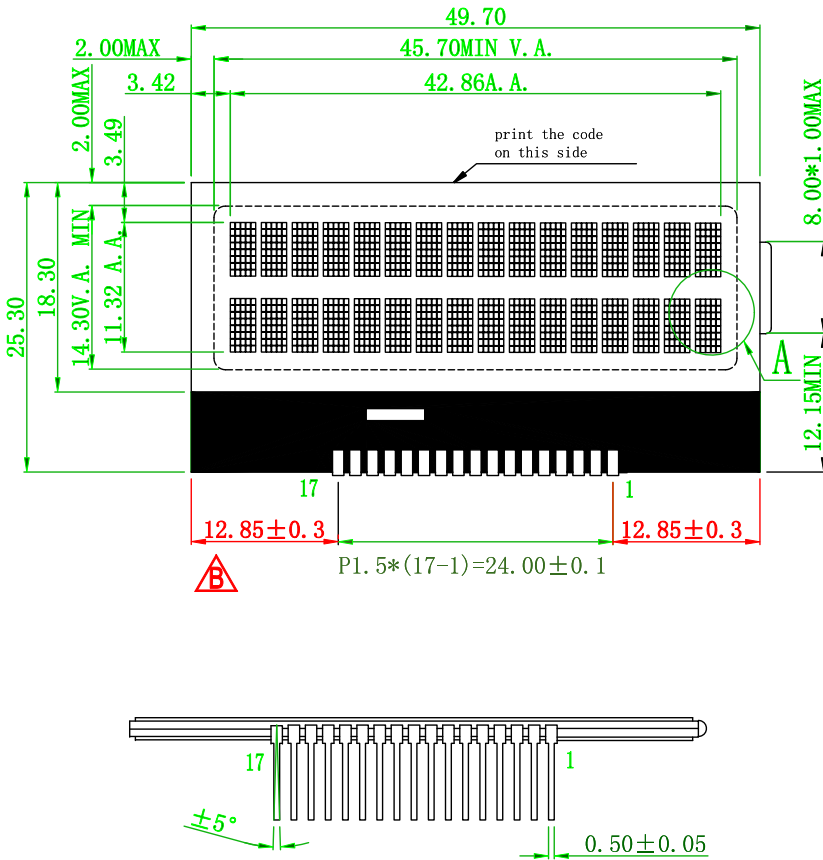 49.70
2.00MAX
45.70MIN V.A.
3.42
42.86A.A.
2.00MAX
3.49
print the code
on this side
8.00*1.00MAX
25.30
18.30
14.30V.A. MIN
11.32 A.A.
A
12.15MIN
17
1
12.85±0.3
12.85±0.3
P1.5*(17-1)=24.00±0.1
B
17
1
±5°
0.50±0.05